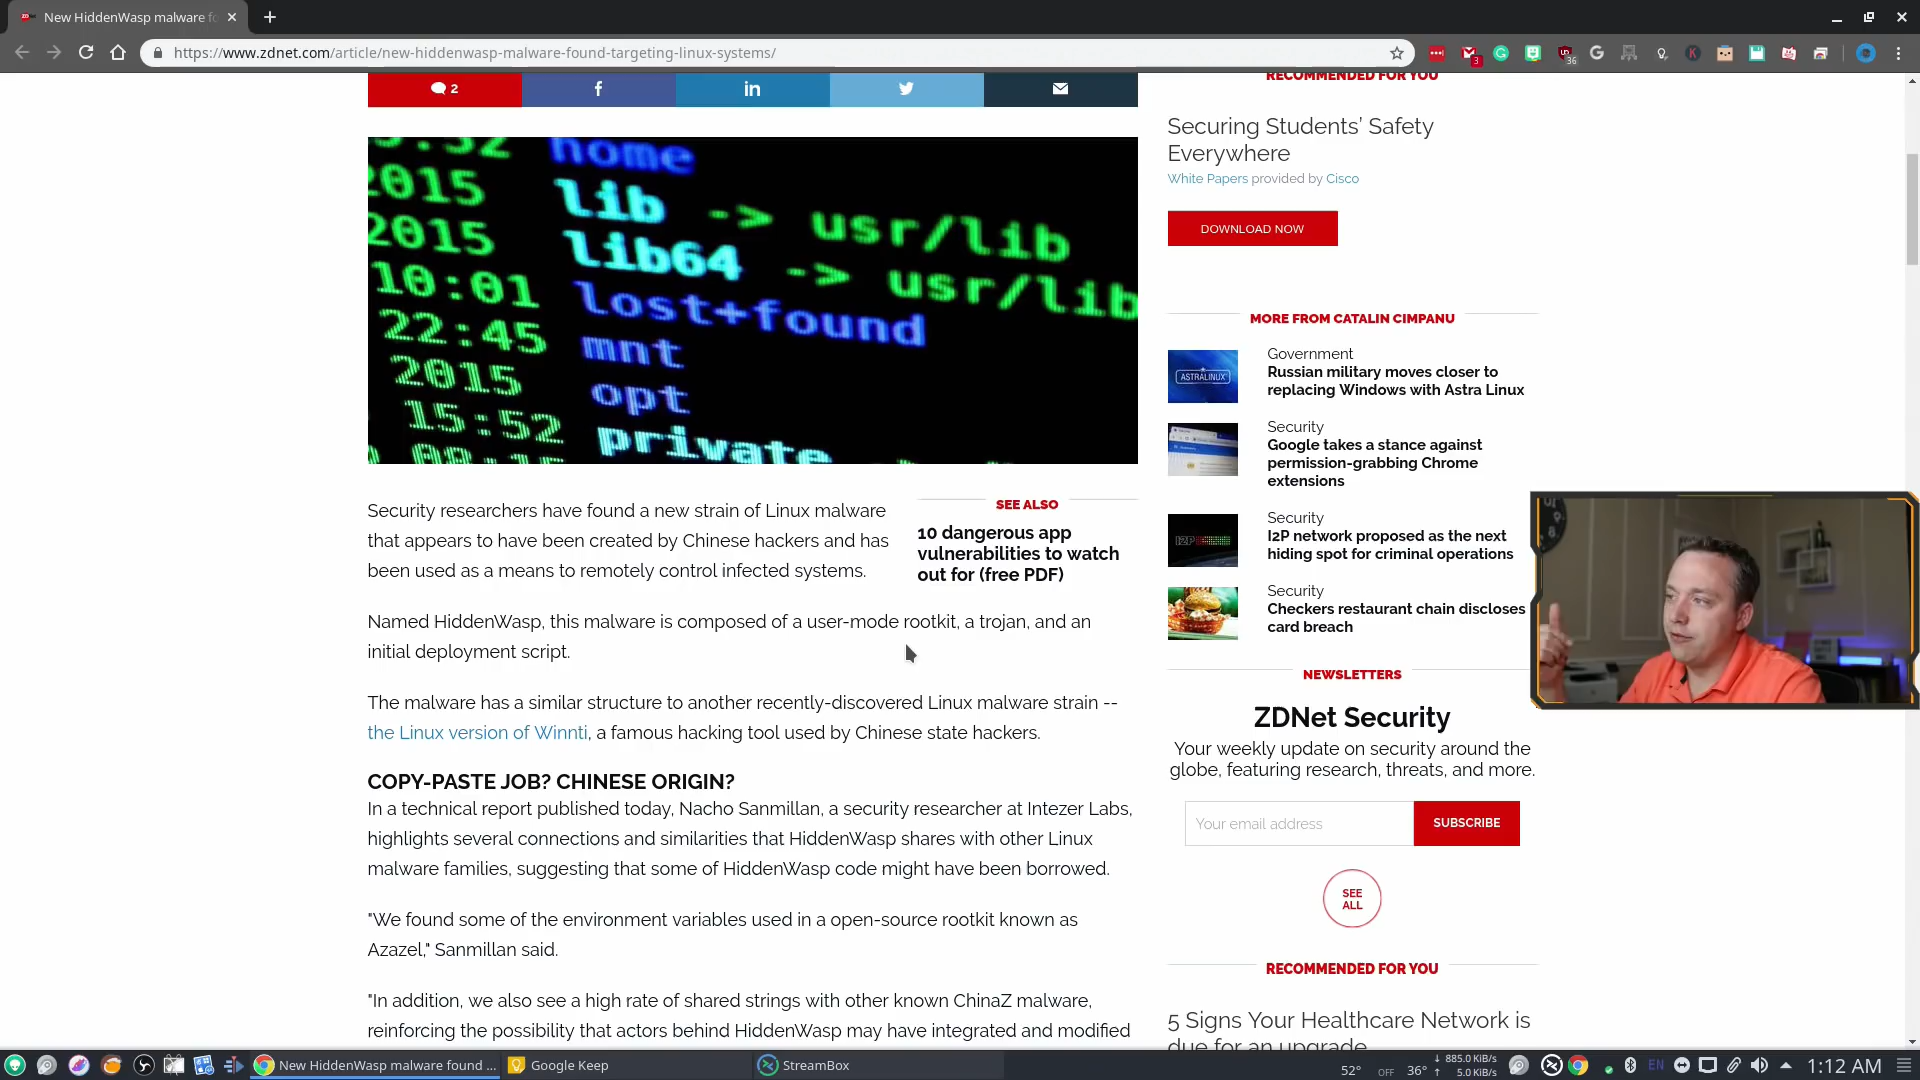 New HiddenWasp malware fo
https://www.zdnet.com/article/new-hiddenwasp-malware-found-targeting-linux-systems/
3
36
2
home
2015
lib -> usr/lib
2015
lib64 -> usr/lib
10:01
lost+found
22:45
mnt
2015
opt
15:52
private
Security researchers have found a new strain of Linux malware
that appears to have been created by Chinese hackers and has
been used as a means to remotely control infected systems.
SEE ALSO
10 dangerous app
vulnerabilities to watch
out for (free PDF)
Named HiddenWasp, this malware is composed of a user-mode rootkit, a trojan, and an
initial deployment script.
The malware has a similar structure to another recently-discovered Linux malware strain --
the Linux version of Winnti, a famous hacking tool used by Chinese state hackers.
COPY-PASTE JOB? CHINESE ORIGIN?
In a technical report published today, Nacho Sanmillan, a security researcher at Intezer Labs,
highlights several connections and similarities that HiddenWasp shares with other Linux
malware families, suggesting that some of HiddenWasp code might have been borrowed.
"We found some of the environment variables used in a open-source rootkit known as
Azazel," Sanmillan said.
"In addition, we also see a high rate of shared strings with other known ChinaZ malware,
reinforcing the possibility that actors behind HiddenWasp may have integrated and modified
RECOMMENDED FOR YOU
Securing Students' Safety
Everywhere
White Papers provided by Cisco
DOWNLOAD NOW
MORE FROM CATALIN CIMPANU
ASTRALINUX
Government
Russian military moves closer to
replacing Windows with Astra Linux
Security
Google takes a stance against
permission-grabbing Chrome
extensions
I2P
Security
I2P network proposed as the next
hiding spot for criminal operations
Security
Checkers restaurant chain discloses
card breach
NEWSLETTERS
ZDNet Security
Your weekly update on security around the
globe, featuring research, threats, and more.
Your email address
SUBSCRIBE
SEE
ALL
RECOMMENDED FOR YOU
5 Signs Your Healthcare Network is
due for an upgrade
New HiddenWasp malware found ...
Google Keep
StreamBox
52°
OFF
36°
↓ 885.0 KiB/s
↑ 5.0 KiB/s
EN
1:12 AM